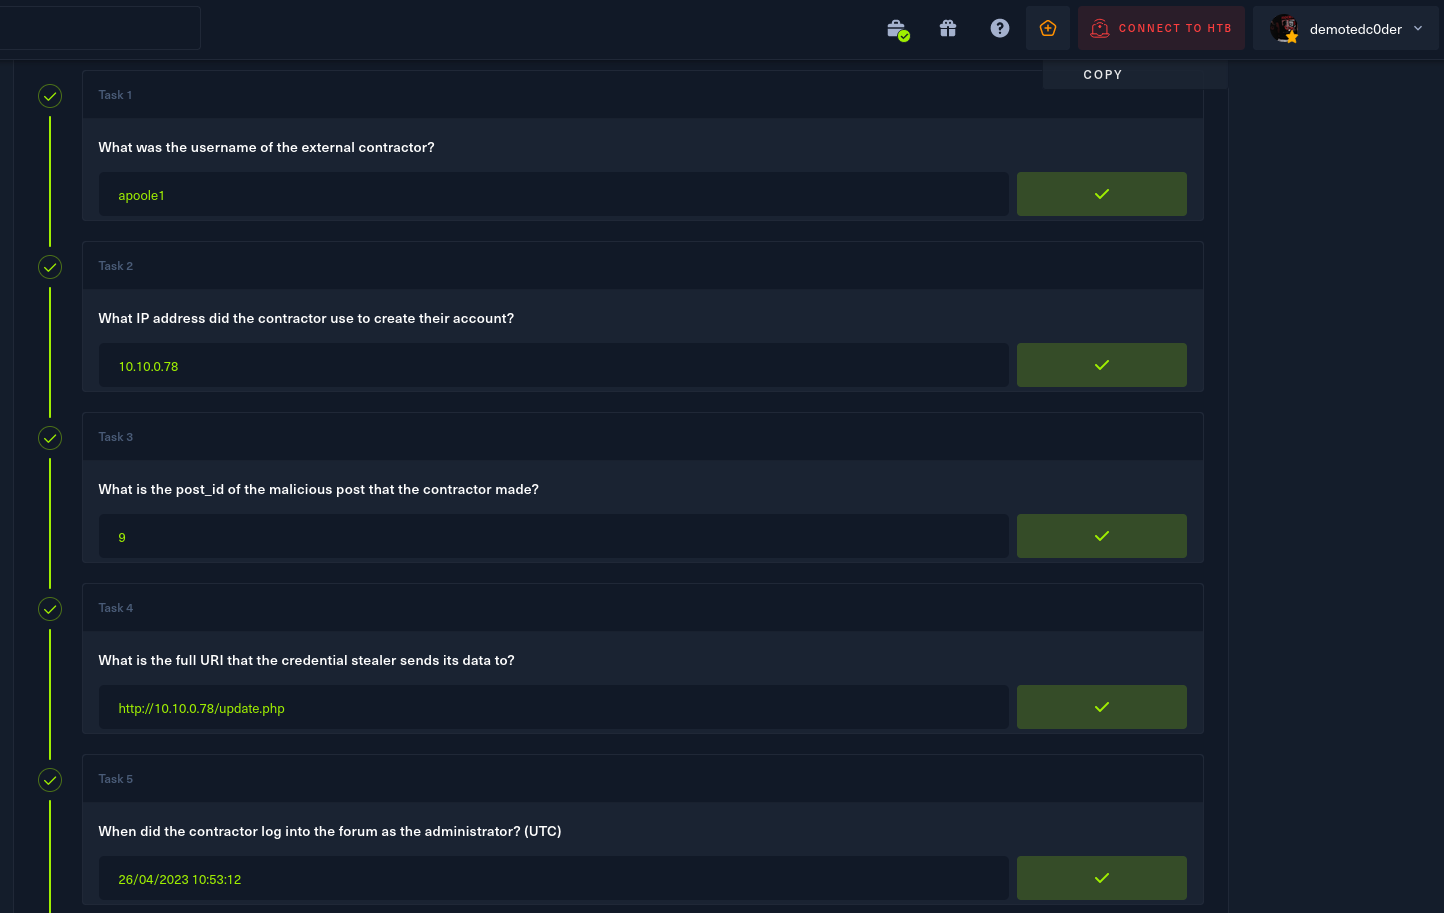 CONNECT TO HTB
demotedc0der
COPY
Task 1
What was the username of the external contractor?
apoole1
Task 2
What IP address did the contractor use to create their account?
10.10.0.78
Task 3
What is the post_id of the malicious post that the contractor made?
9
Task 4
What is the full URI that the credential stealer sends its data to?
http://10.10.0.78/update.php
Task 5
When did the contractor log into the forum as the administrator? (UTC)
26/04/2023 10:53:12